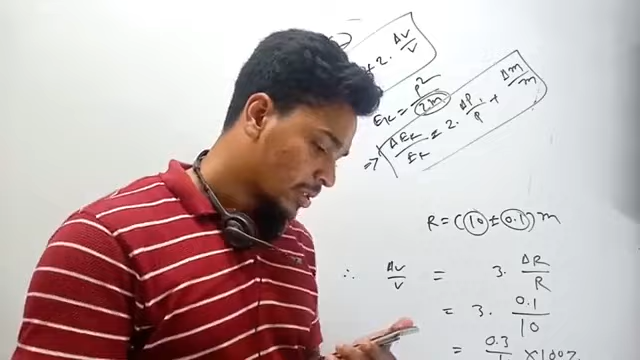 + 2. ΔV/V
E_k = p²/2m
⇒ ΔE_k/E_k = 2. ΔP/P + Δm/m
R = (10 ± 0.1) m
∴ ΔV/V = 3. ΔR/R
= 3. 0.1/10
= 0.3/1 × 100%